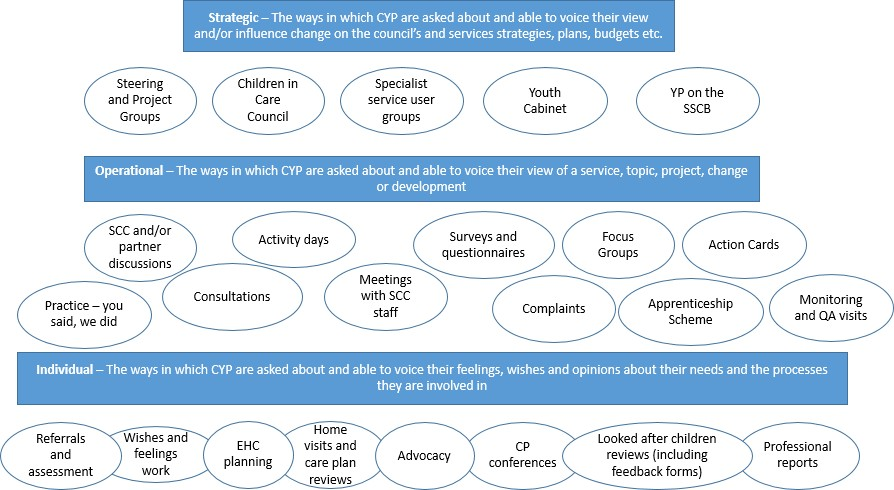 Strategic – The ways in which CYP are asked about and able to voice their view
and/or influence change on the council's and services strategies, plans, budgets etc.
Steering
and Project
Groups
Children in
Care
Council
Specialist
service user
groups
Youth
Cabinet
YP on the
SSCB
Operational – The ways in which CYP are asked about and able to voice their view of a service, topic, project, change
or development
SCC and/or
partner
discussions
Activity days
Surveys and
questionnaires
Focus
Groups
Action Cards
Practice – you
said, we did
Consultations
Meetings
with SCC
staff
Complaints
Apprenticeship
Scheme
Monitoring
and QA visits
Individual – The ways in which CYP are asked about and able to voice their feelings, wishes and opinions about their needs and the processes
they are involved in
Referrals
and
assessment
Wishes and
feelings
work
EHC
planning
Home
visits and
care plan
reviews
Advocacy
CP
conferences
Looked after children
reviews (including
feedback forms)
Professional
reports